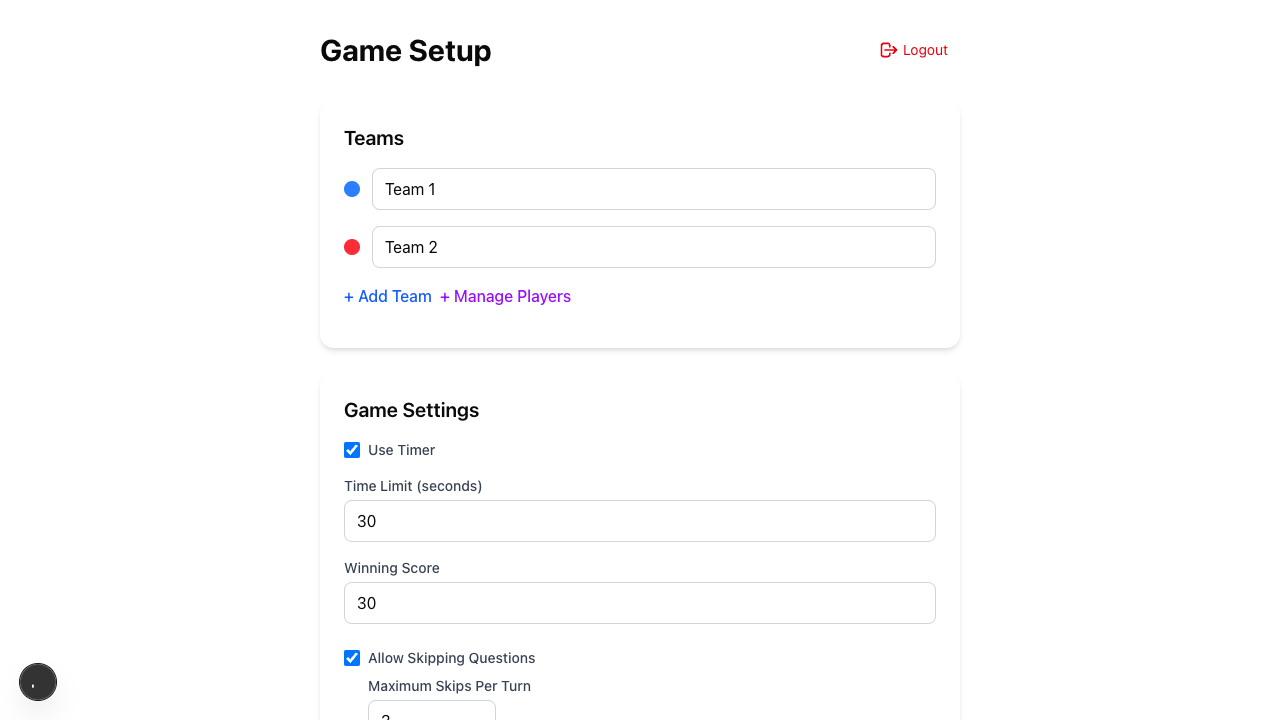 Game Setup
Logout
Teams
Team 1
Team 2
+ Add Team + Manage Players
Game Settings
Use Timer
Time Limit (seconds)
30
Winning Score
30
Allow Skipping Questions
Maximum Skips Per Turn